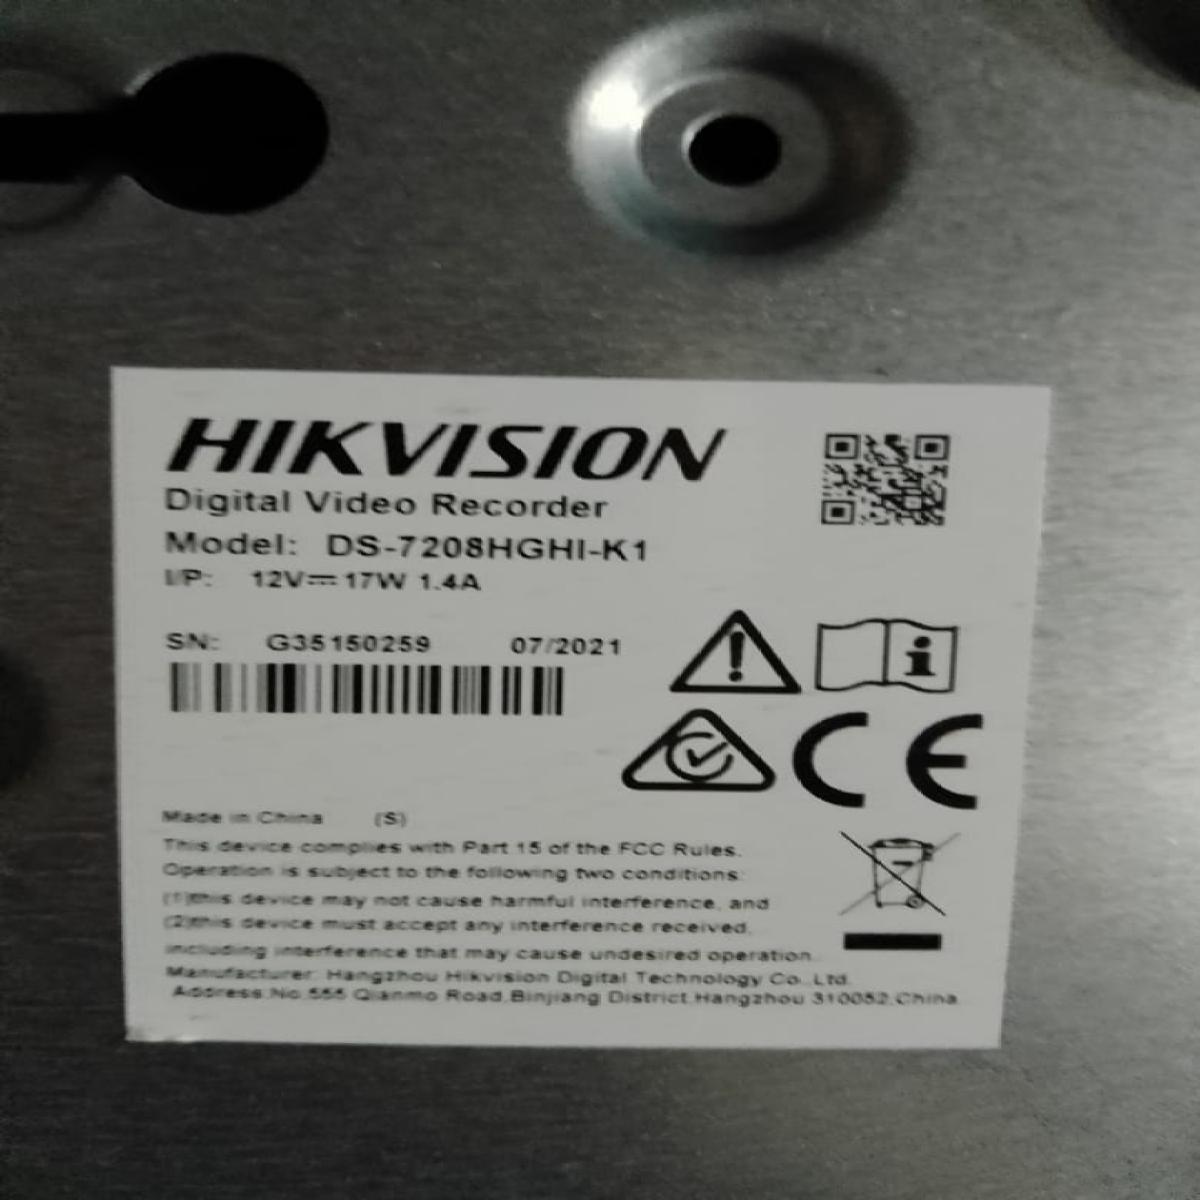 HIKVISION
Digital Video Recorder
Model: DS-7208HGHI-K1
I/P: 12V⎓17W 1.4A
SN: G35150259 07/2021
Made in China (S)
This device complies with Part 15 of the FCC Rules.
Operation is subject to the following two conditions:
(1)this device may not cause harmful interference, and
(2)this device must accept any interference received,
including interference that may cause undesired operation.
Manufacturer: Hangzhou Hikvision Digital Technology Co.,Ltd.
Address:No.555 Qianmo Road,Binjiang District,Hangzhou 310052,China
CE